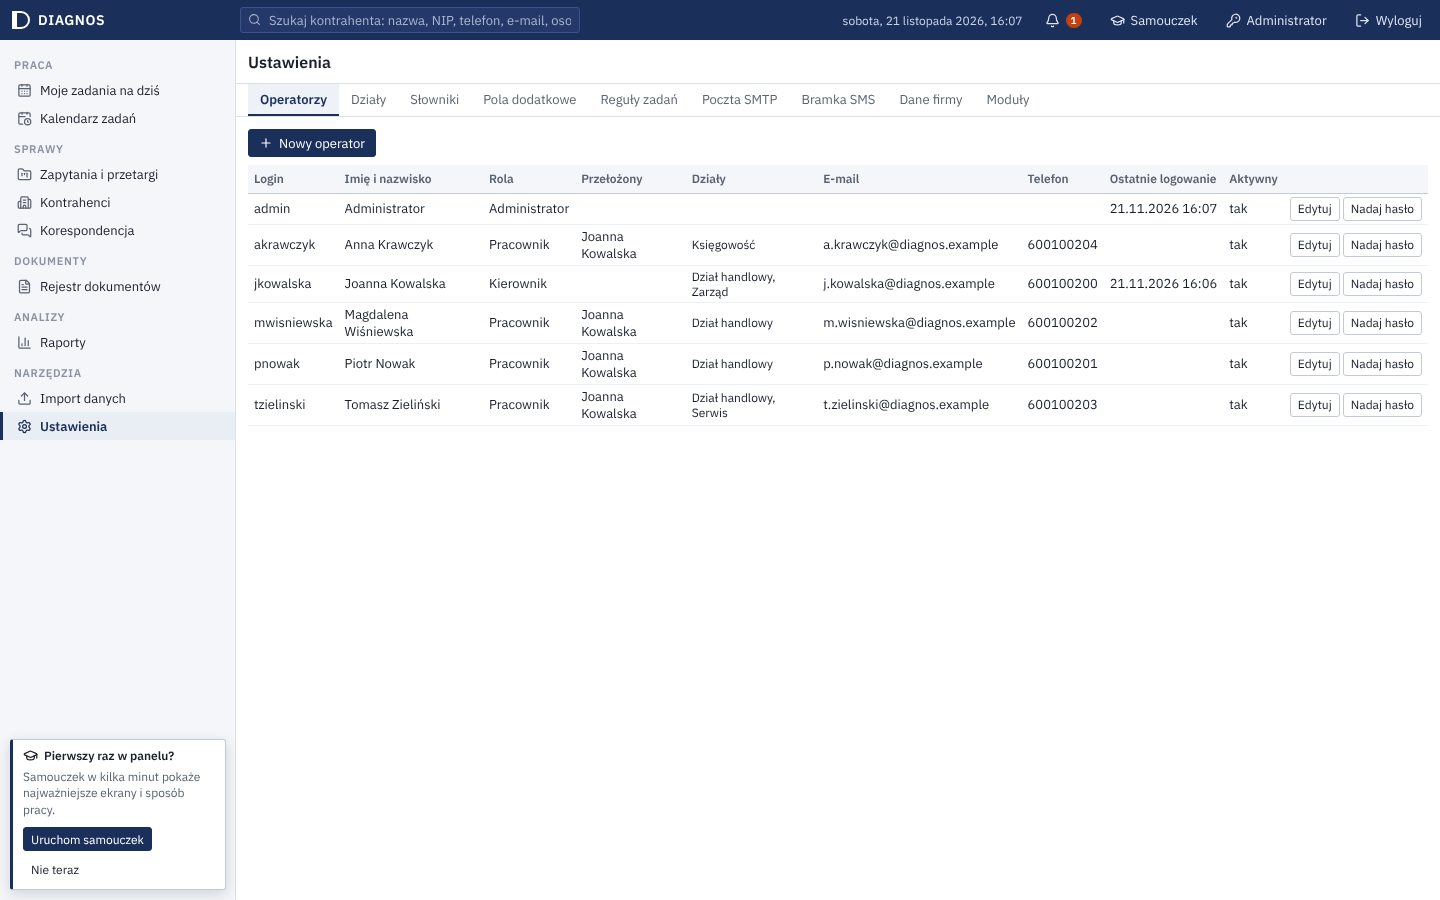 DIAGNOS
Szukaj kontrahenta: nazwa, NIP, telefon, e-mail, oso
sobota, 21 listopada 2026, 16:07
1
Samouczek
Administrator
Wyloguj
PRACA
Moje zadania na dziś
Kalendarz zadań
SPRAWY
Zapytania i przetargi
Kontrahenci
Korespondencja
DOKUMENTY
Rejestr dokumentów
ANALIZY
Raporty
NARZĘDZIA
Import danych
Ustawienia
Pierwszy raz w panelu?
Samouczek w kilka minut pokaże
najważniejsze ekrany i sposób
pracy.
Uruchom samouczek
Nie teraz
Ustawienia
Operatorzy Działy Słowniki Pola dodatkowe Reguły zadań Poczta SMTP Bramka SMS Dane firmy Moduły
Nowy operator
Login Imię i nazwisko Rola Przełożony Działy E-mail Telefon Ostatnie logowanie Aktywny
admin Administrator Administrator 21.11.2026 16:07 tak Edytuj Nadaj hasło
akrawczyk Anna Krawczyk Pracownik Joanna Kowalska Księgowość a.krawczyk@diagnos.example 600100204 tak Edytuj Nadaj hasło
jkowalska Joanna Kowalska Kierownik Dział handlowy, Zarząd j.kowalska@diagnos.example 600100200 21.11.2026 16:06 tak Edytuj Nadaj hasło
mwisniewska Magdalena Wiśniewska Pracownik Joanna Kowalska Dział handlowy m.wisniewska@diagnos.example 600100202 tak Edytuj Nadaj hasło
pnowak Piotr Nowak Pracownik Joanna Kowalska Dział handlowy p.nowak@diagnos.example 600100201 tak Edytuj Nadaj hasło
tzielinski Tomasz Zieliński Pracownik Joanna Kowalska Dział handlowy, Serwis t.zielinski@diagnos.example 600100203 tak Edytuj Nadaj hasło